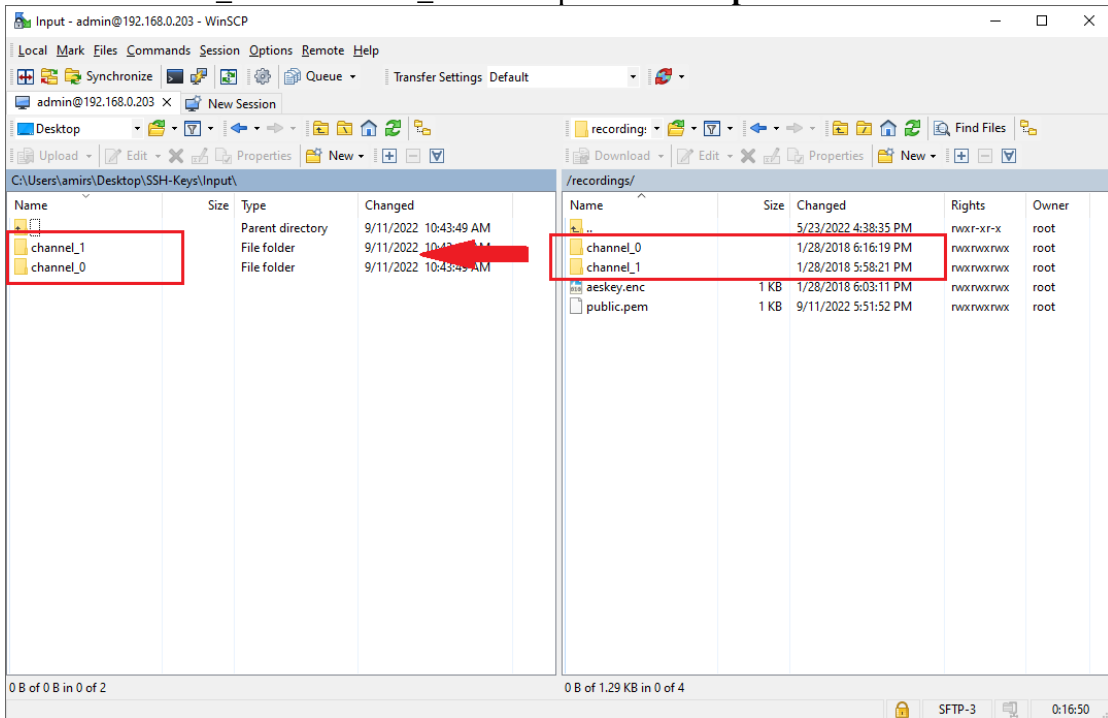 Input - admin@192.168.0.203 - WinSCP
Local Mark Files Commands Session Options Remote Help
Synchronize Queue Transfer Settings Default
admin@192.168.0.203 × New Session
Desktop
recording: Find Files
Upload Edit Properties New
Download Edit Properties New
C:\Users\amirs\Desktop\SSH-Keys\Input\
Name Size Type Changed
Parent directory 9/11/2022 10:43:49 AM
channel_1 File folder 9/11/2022 AM
channel_0 File folder 9/11/2022 10:43:49 AM
/recordings/
Name Size Changed Rights Owner
.. 5/23/2022 4:38:35 PM rwxr-xr-x root
channel_0 1/28/2018 6:16:19 PM rwxrwxrwx root
channel_1 1/28/2018 5:58:21 PM rwxrwxrwx root
aeskey.enc 1 KB 1/28/2018 6:03:11 PM rwxrwxrwx root
public.pem 1 KB 9/11/2022 5:51:52 PM rwxrwxrwx root
0 B of 0 B in 0 of 2
0 B of 1.29 KB in 0 of 4
SFTP-3 0:16:50